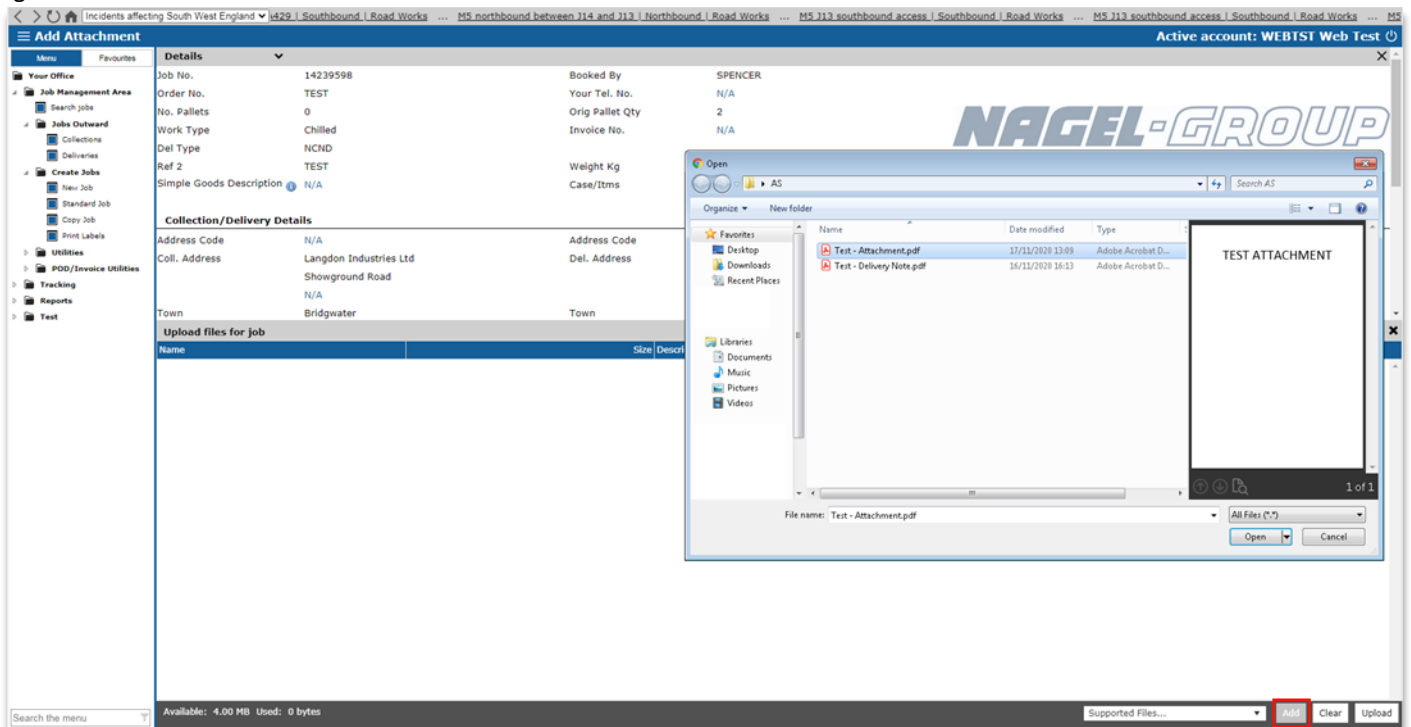 Incidents affecting South West England
429 | Southbound | Road Works ... M5 northbound between J14 and J13 | Northbound | Road Works ... M5 J13 southbound access | Southbound | Road Works ... M5 J13 southbound access | Southbound | Road Works ... M5
Add Attachment
Active account: WEBTST Web Test
Menu Favourites
Your Office
Job Management Area
Search jobs
Jobs Outward
Collections
Deliveries
Create Jobs
New Job
Standard Job
Copy Job
Print Labels
Utilities
POD/Invoice Utilities
Tracking
Reports
Test
Search the menu
Details
Job No. 14239598 Booked By SPENCER
Order No. TEST Your Tel. No. N/A
No. Pallets 0 Orig Pallet Qty 2
Work Type Chilled Invoice No. N/A
Del Type NCND
Ref 2 TEST Weight Kg
Simple Goods Description N/A Case/Itms
NAGEL-GROUP
Collection/Delivery Details
Address Code N/A Address Code
Coll. Address Langdon Industries Ltd Del. Address
Showground Road
N/A
Town Bridgwater Town
Upload files for job
Name Size Descri
Open
AS
Search AS
Organize New folder
Favorites
Desktop
Downloads
Recent Places
Libraries
Documents
Music
Pictures
Videos
Name Date modified Type
Test - Attachment.pdf 17/11/2020 13:09 Adobe Acrobat D...
Test - Delivery Note.pdf 16/11/2020 16:13 Adobe Acrobat D...
TEST ATTACHMENT
1 of 1
File name: Test - Attachment.pdf
All Files (*.*)
Open Cancel
Available: 4.00 MB Used: 0 bytes
Supported Files...
Add Clear Upload